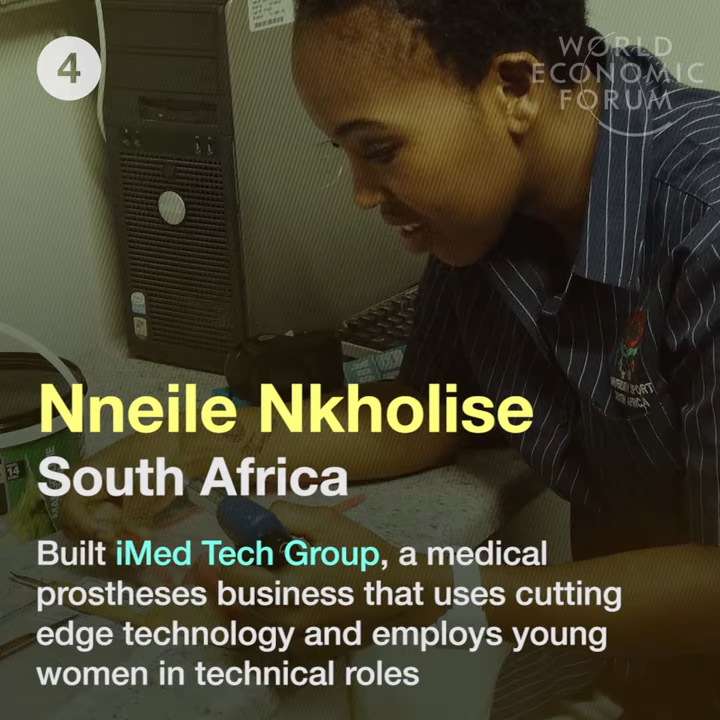 4
WORLD
ECONOMIC
FORUM
Nneile Nkholise
South Africa
Built iMed Tech Group, a medical
prostheses business that uses cutting
edge technology and employs young
women in technical roles
14